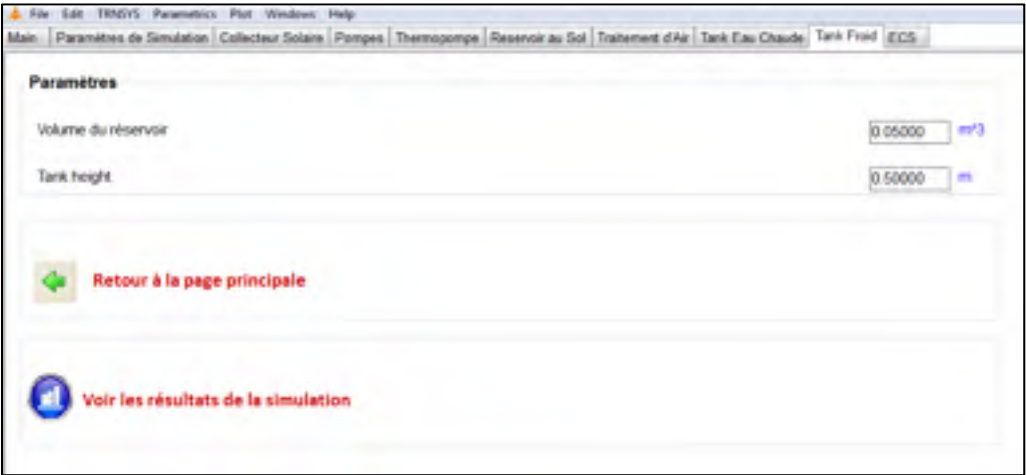 File Edit TRNSYS Parametrics Plot Windows Help
Main Paramètres de Simulation Collecteur Solaire Pompes Thermopompe Reservoir au Sol Traitement d'Air Tank Eau Chaude Tank Froid ECS
Paramètres
Volume du réservoir 0.05000 m^3
Tank height 0.50000 m
Retour à la page principale
Voir les résultats de la simulation